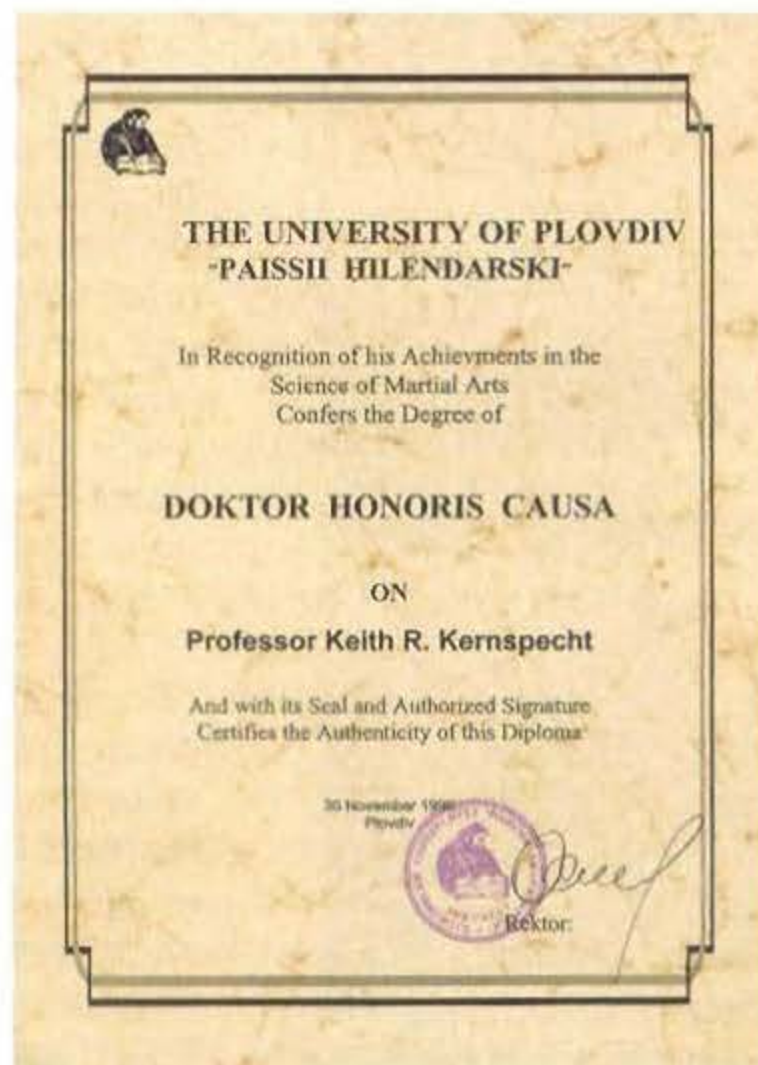 THE UNIVERSITY OF PLOVDIV
"PAISSII HILENDARSKI"
In Recognition of his Achievments in the
Science of Martial Arts
Confers the Degree of
DOKTOR HONORIS CAUSA
ON
Professor Keith R. Kernspecht
And with its Seal and Authorized Signature
Certifies the Authenticity of this Diploma
30 November
Plovdiv
Rektor: